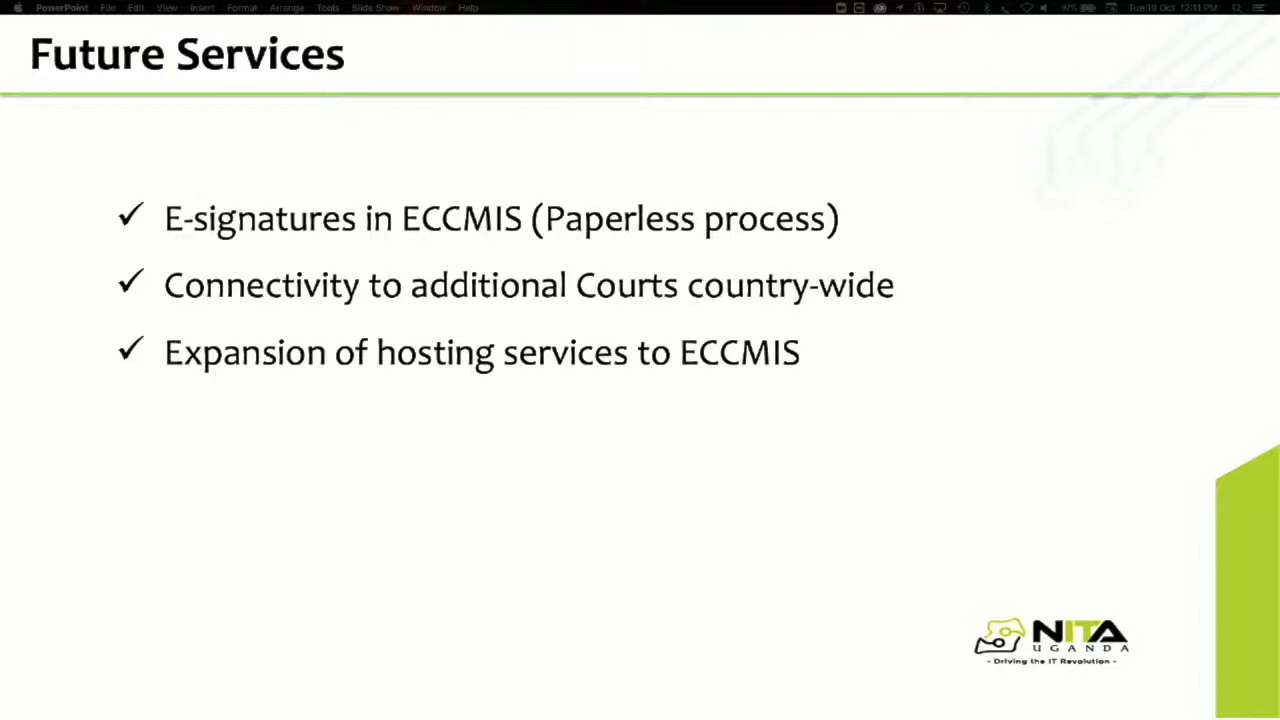 PowerPoint File Edit View Insert Format Arrange Tools Slide Show Window Help 97% Tue 19 Oct 12:11 PM
Future Services
✓ E-signatures in ECCMIS (Paperless process)
✓ Connectivity to additional Courts country-wide
✓ Expansion of hosting services to ECCMIS
NITA
UGANDA
- Driving the IT Revolution -